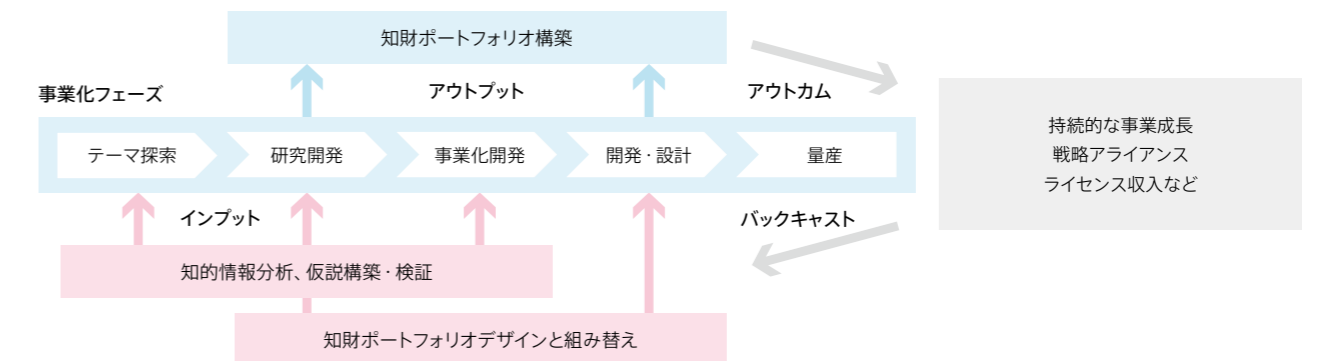 知財ポートフォリオ構築
事業化フェーズ
アウトプット
アウトカム
テーマ探索
研究開発
事業化開発
開発・設計
量産
持続的な事業成長
戦略アライアンス
ライセンス収入など
インプット
バックキャスト
知的情報分析、仮説構築・検証
知財ポートフォリオデザインと組み替え